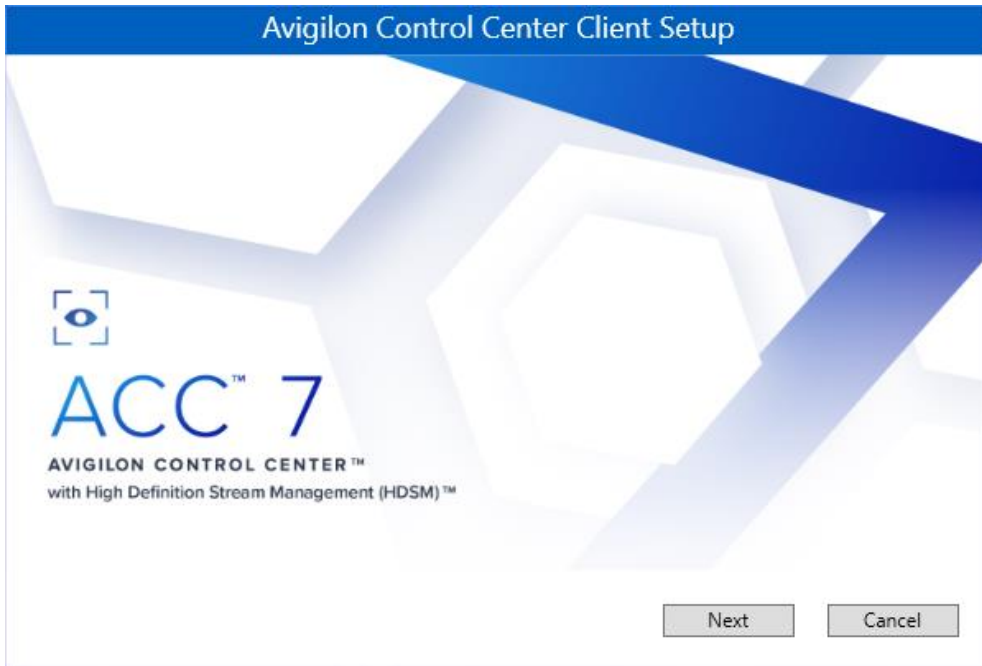 Avigilon Control Center Client Setup
ACC™ 7
AVIGILON CONTROL CENTER™
with High Definition Stream Management (HDSM)™
Next Cancel